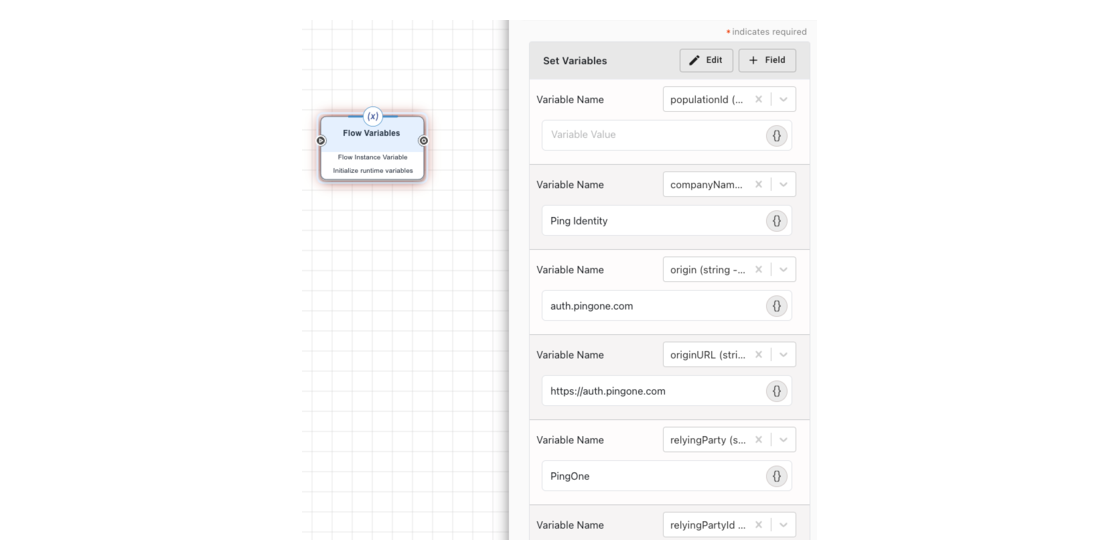 * indicates required
Set Variables
Edit
+ Field
Variable Name
populationId (...
Variable Value
{}
(x)
Flow Variables
Flow Instance Variable
Initialize runtime variables
Variable Name
companyNam...
Ping Identity
{}
Variable Name
origin (string -...
auth.pingone.com
{}
Variable Name
originURL (stri...
https://auth.pingone.com
{}
Variable Name
relyingParty (s...
PingOne
{}
Variable Name
relyingPartyId ...